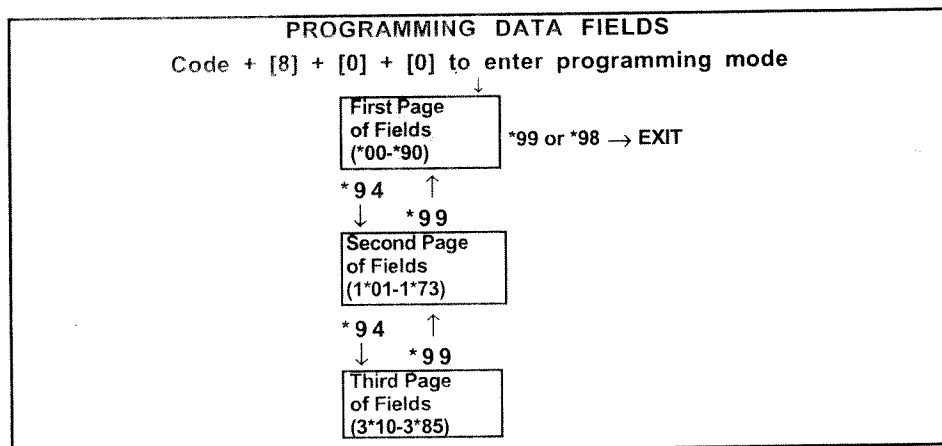 PROGRAMMING DATA FIELDS
Code + [8] + [0] + [0] to enter programming mode
↓
First Page
of Fields
(*00-*90)
*99 or *98 → EXIT
*94 ↑
↓ *99
Second Page
of Fields
(1*01-1*73)
*94 ↑
↓ *99
Third Page
of Fields
(3*10-3*85)